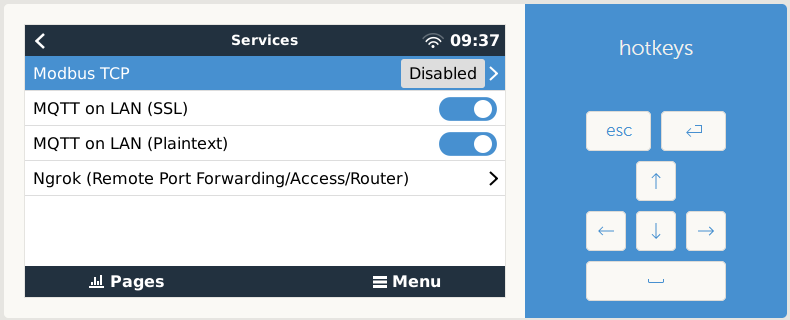 Services
09:37
Modbus TCP
Disabled
MQTT on LAN (SSL)
MQTT on LAN (Plaintext)
Ngrok (Remote Port Forwarding/Access/Router)
Pages
Menu
hotkeys
esc